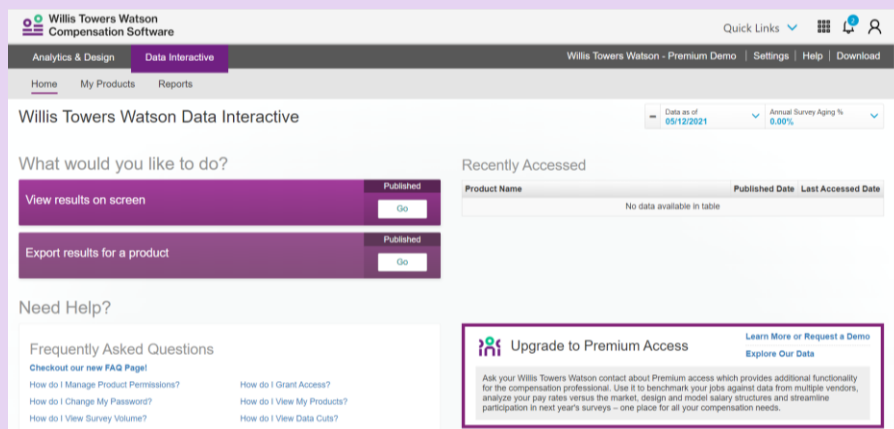 Willis Towers Watson
Compensation Software
Quick Links
2
Analytics & Design
Data Interactive
Willis Towers Watson - Premium Demo | Settings | Help | Download
Home
My Products
Reports
Willis Towers Watson Data Interactive
Data as of
05/12/2021
Annual Survey Aging %
0.00%
What would you like to do?
View results on screen
Published
Go
Export results for a product
Published
Go
Recently Accessed
Product Name
Published Date
Last Accessed Date
No data available in table
Need Help?
Frequently Asked Questions
Checkout our new FAQ Page!
How do I Manage Product Permissions?
How do I Grant Access?
How do I Change My Password?
How do I View My Products?
How do I View Survey Volume?
How do I View Data Cuts?
Upgrade to Premium Access
Learn More or Request a Demo
Explore Our Data
Ask your Willis Towers Watson contact about Premium access which provides additional functionality
for the compensation professional. Use it to benchmark your jobs against data from multiple vendors,
analyze your pay rates versus the market, design and model salary structures and streamline
participation in next year's surveys – one place for all your compensation needs.